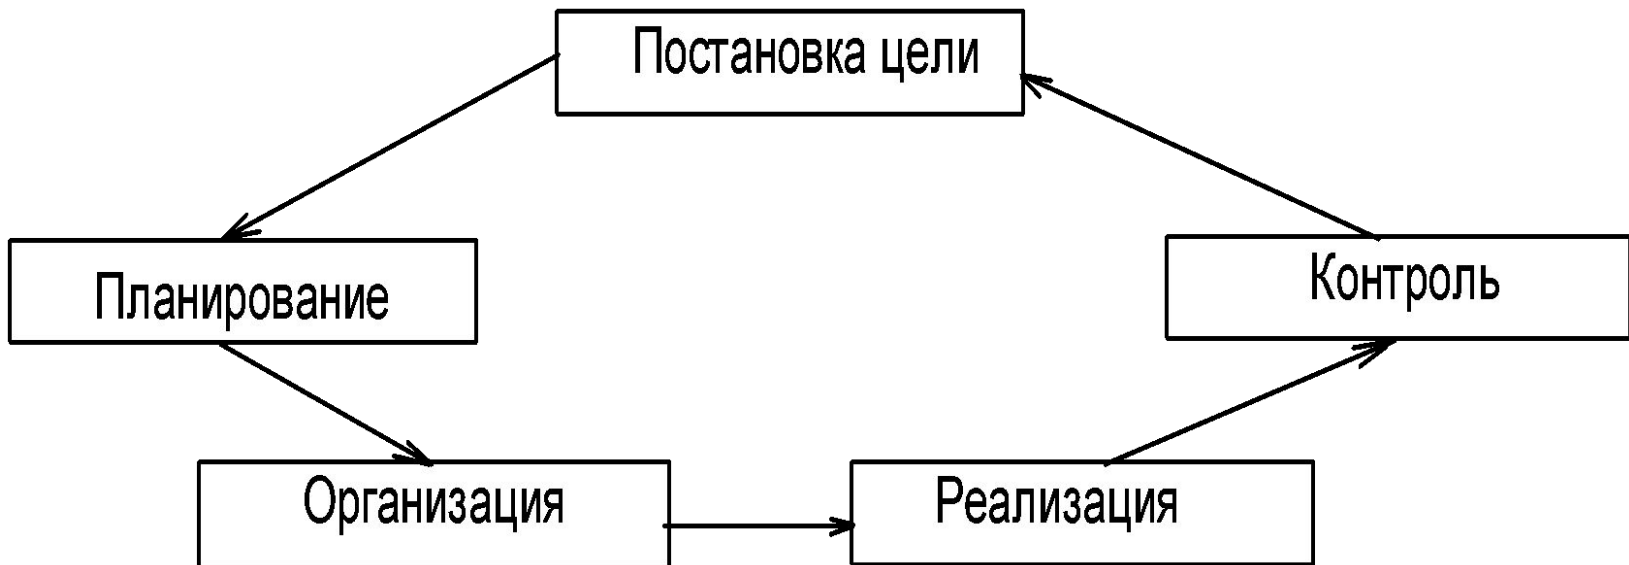 Постановка цели
Планирование
Контроль
Организация
Реализация